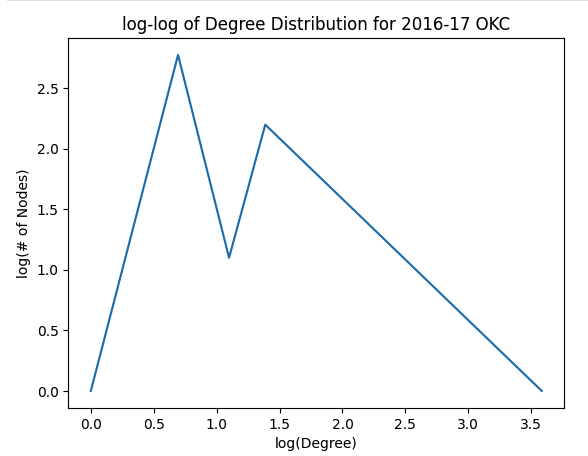 log-log of Degree Distribution for 2016-17 OKC
log(# of Nodes)
2.5
2.0
1.5
1.0
0.5
0.0
0.0 0.5 1.0 1.5 2.0 2.5 3.0 3.5
log(Degree)